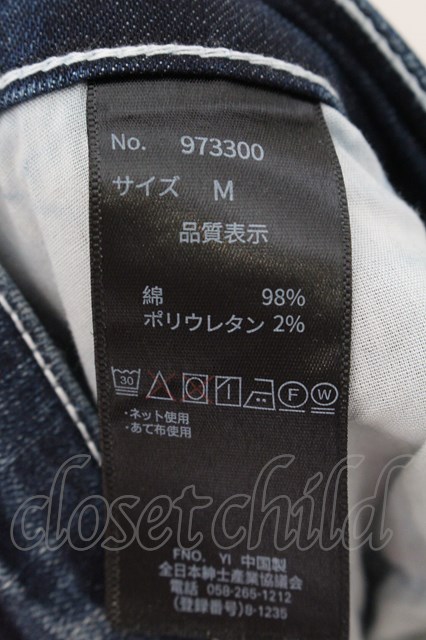 No. 973300
サイズ M
品質表示
綿 98%
ポリウレタン 2%
30 F W
・ネット使用
・あて布使用
closetchild
FNO. YI 中国製
全日本紳士産業協議会
電話 058-265-1212
(登録番号) B-1235